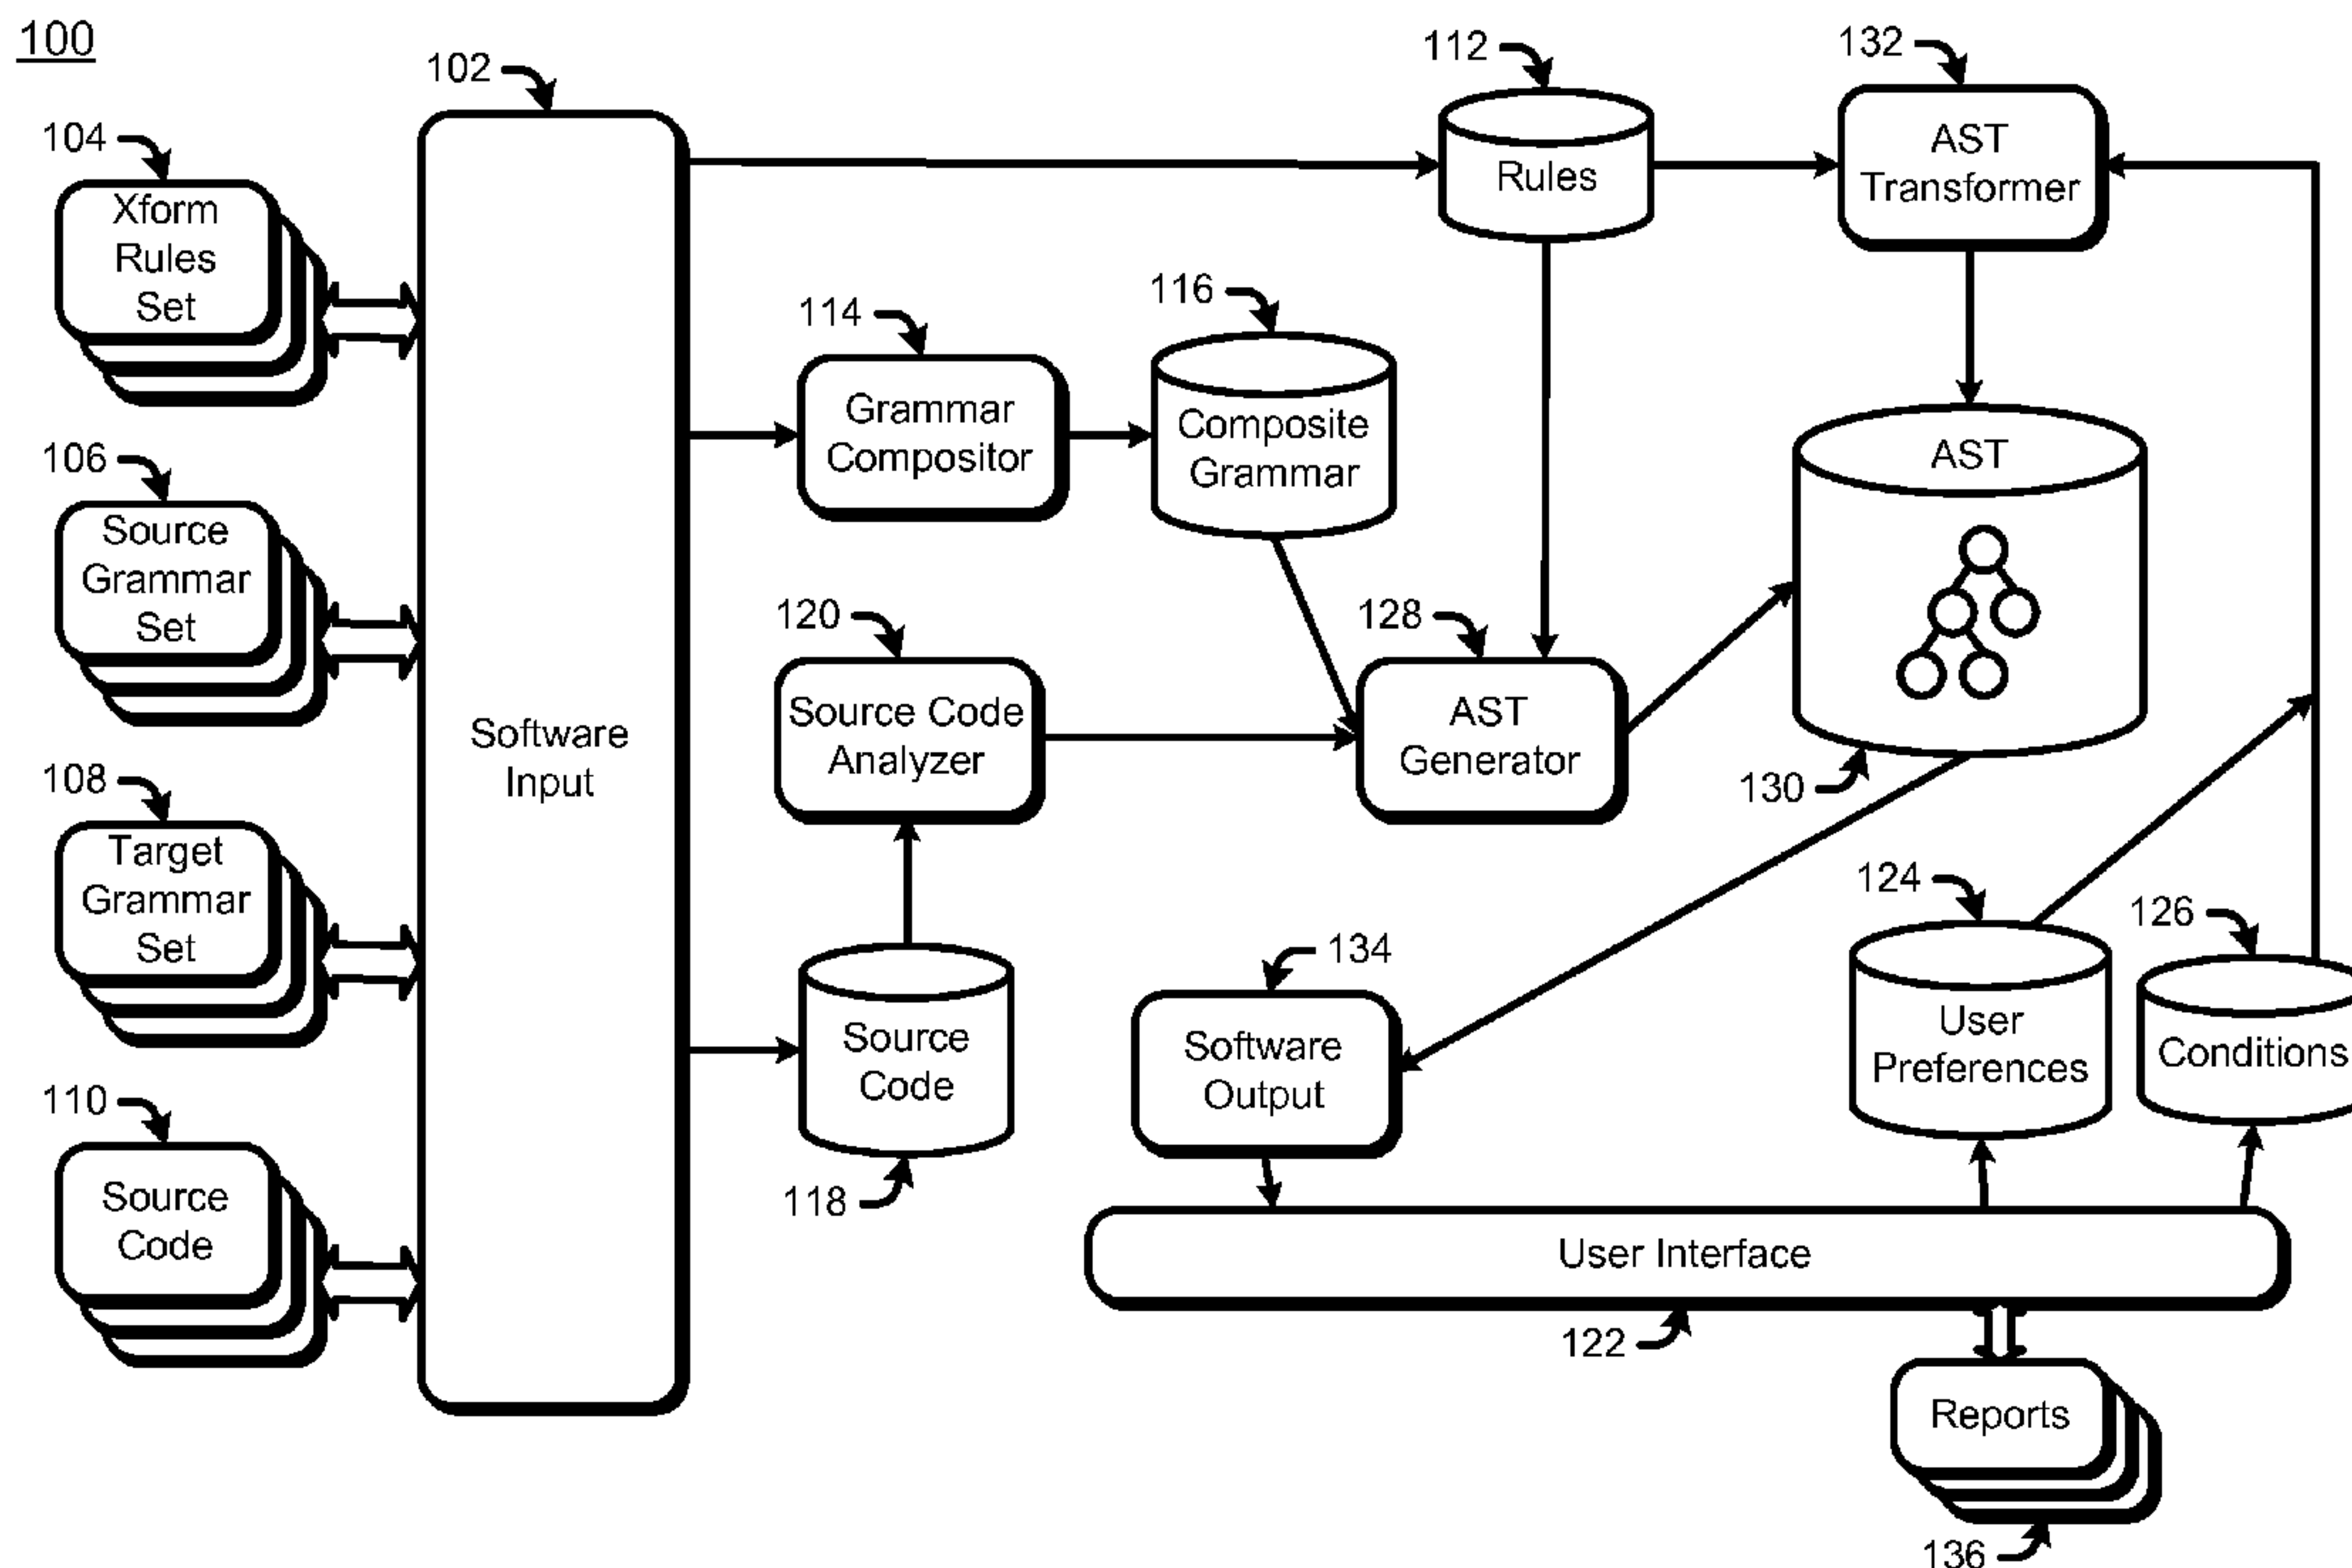 100
102
112
132
104
Xform
Rules
Set
Rules
AST
Transformer
114
116
Grammar
Compositor
Composite
Grammar
AST
106
Source
Grammar
Set
120
128
Source Code
Analyzer
AST
Generator
Software
Input
130
108
Target
Grammar
Set
124
126
134
Source
Code
Software
Output
User
Preferences
Conditions
110
Source
Code
118
User Interface
122
Reports
136